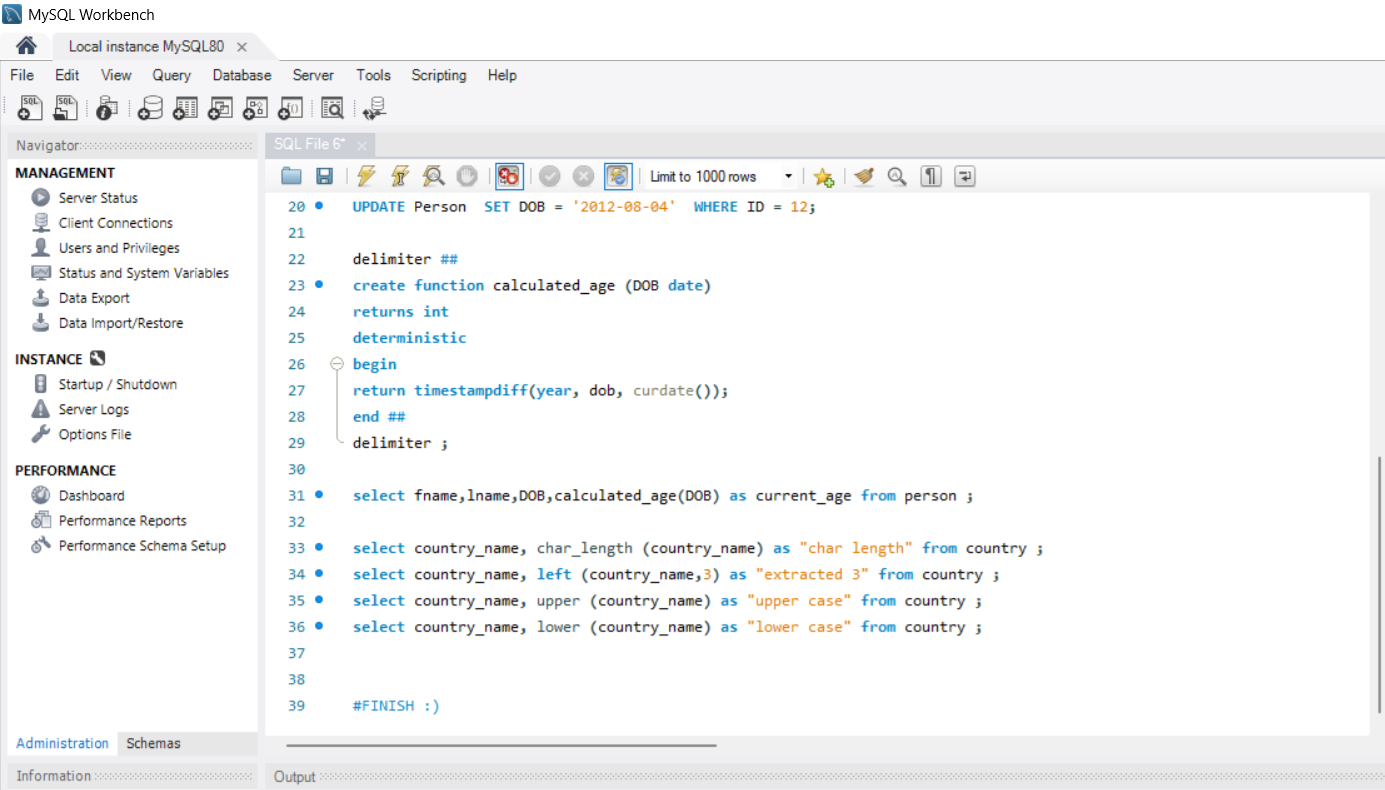 MySQL Workbench
Local instance MySQL80
File Edit View Query Database Server Tools Scripting Help
Navigator
MANAGEMENT
Server Status
Client Connections
Users and Privileges
Status and System Variables
Data Export
Data Import/Restore
INSTANCE
Startup / Shutdown
Server Logs
Options File
PERFORMANCE
Dashboard
Performance Reports
Performance Schema Setup
Administration Schemas
Information
SQL File 6*
Limit to 1000 rows
20 UPDATE Person  SET DOB = '2012-08-04'  WHERE ID = 12;
21
22 delimiter ##
23 create function calculated_age (DOB date)
24 returns int
25 deterministic
26 begin
27 return timestampdiff(year, dob, curdate());
28 end ##
29 delimiter ;
30
31 select fname,lname,DOB,calculated_age(DOB) as current_age from person ;
32
33 select country_name, char_length (country_name) as "char length" from country ;
34 select country_name, left (country_name,3) as "extracted 3" from country ;
35 select country_name, upper (country_name) as "upper case" from country ;
36 select country_name, lower (country_name) as "lower case" from country ;
37
38
39 #FINISH :)
Output